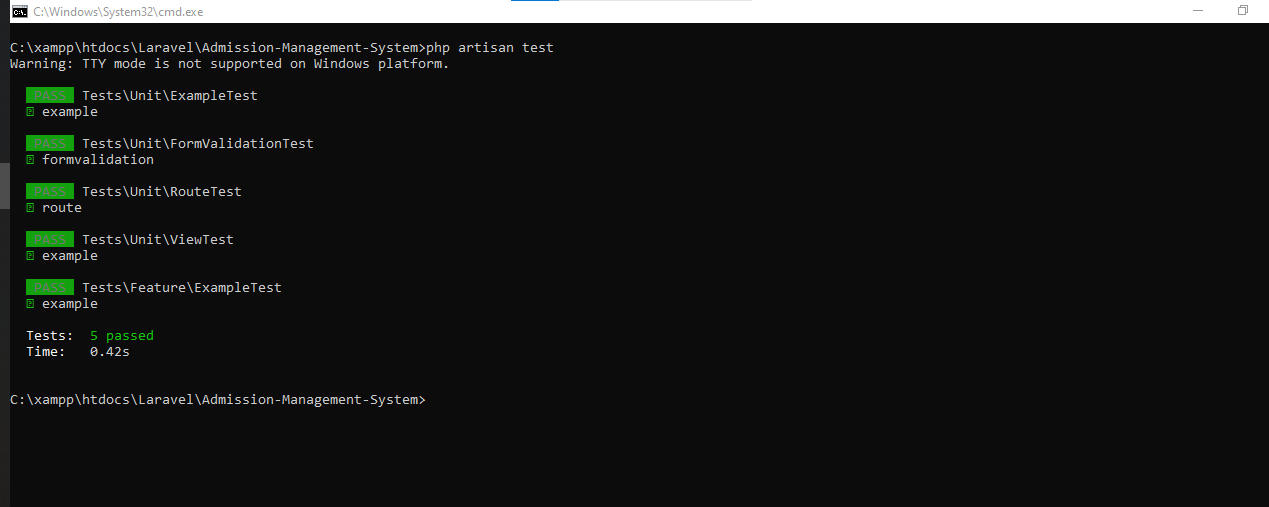 C:\Windows\System32\cmd.exe
C:\xampp\htdocs\Laravel\Admission-Management-System>php artisan test
Warning: TTY mode is not supported on Windows platform.
PASS Tests\Unit\ExampleTest
example
PASS Tests\Unit\FormValidationTest
formvalidation
PASS Tests\Unit\RouteTest
route
PASS Tests\Unit\ViewTest
example
PASS Tests\Feature\ExampleTest
example
Tests: 5 passed
Time: 0.42s
C:\xampp\htdocs\Laravel\Admission-Management-System>